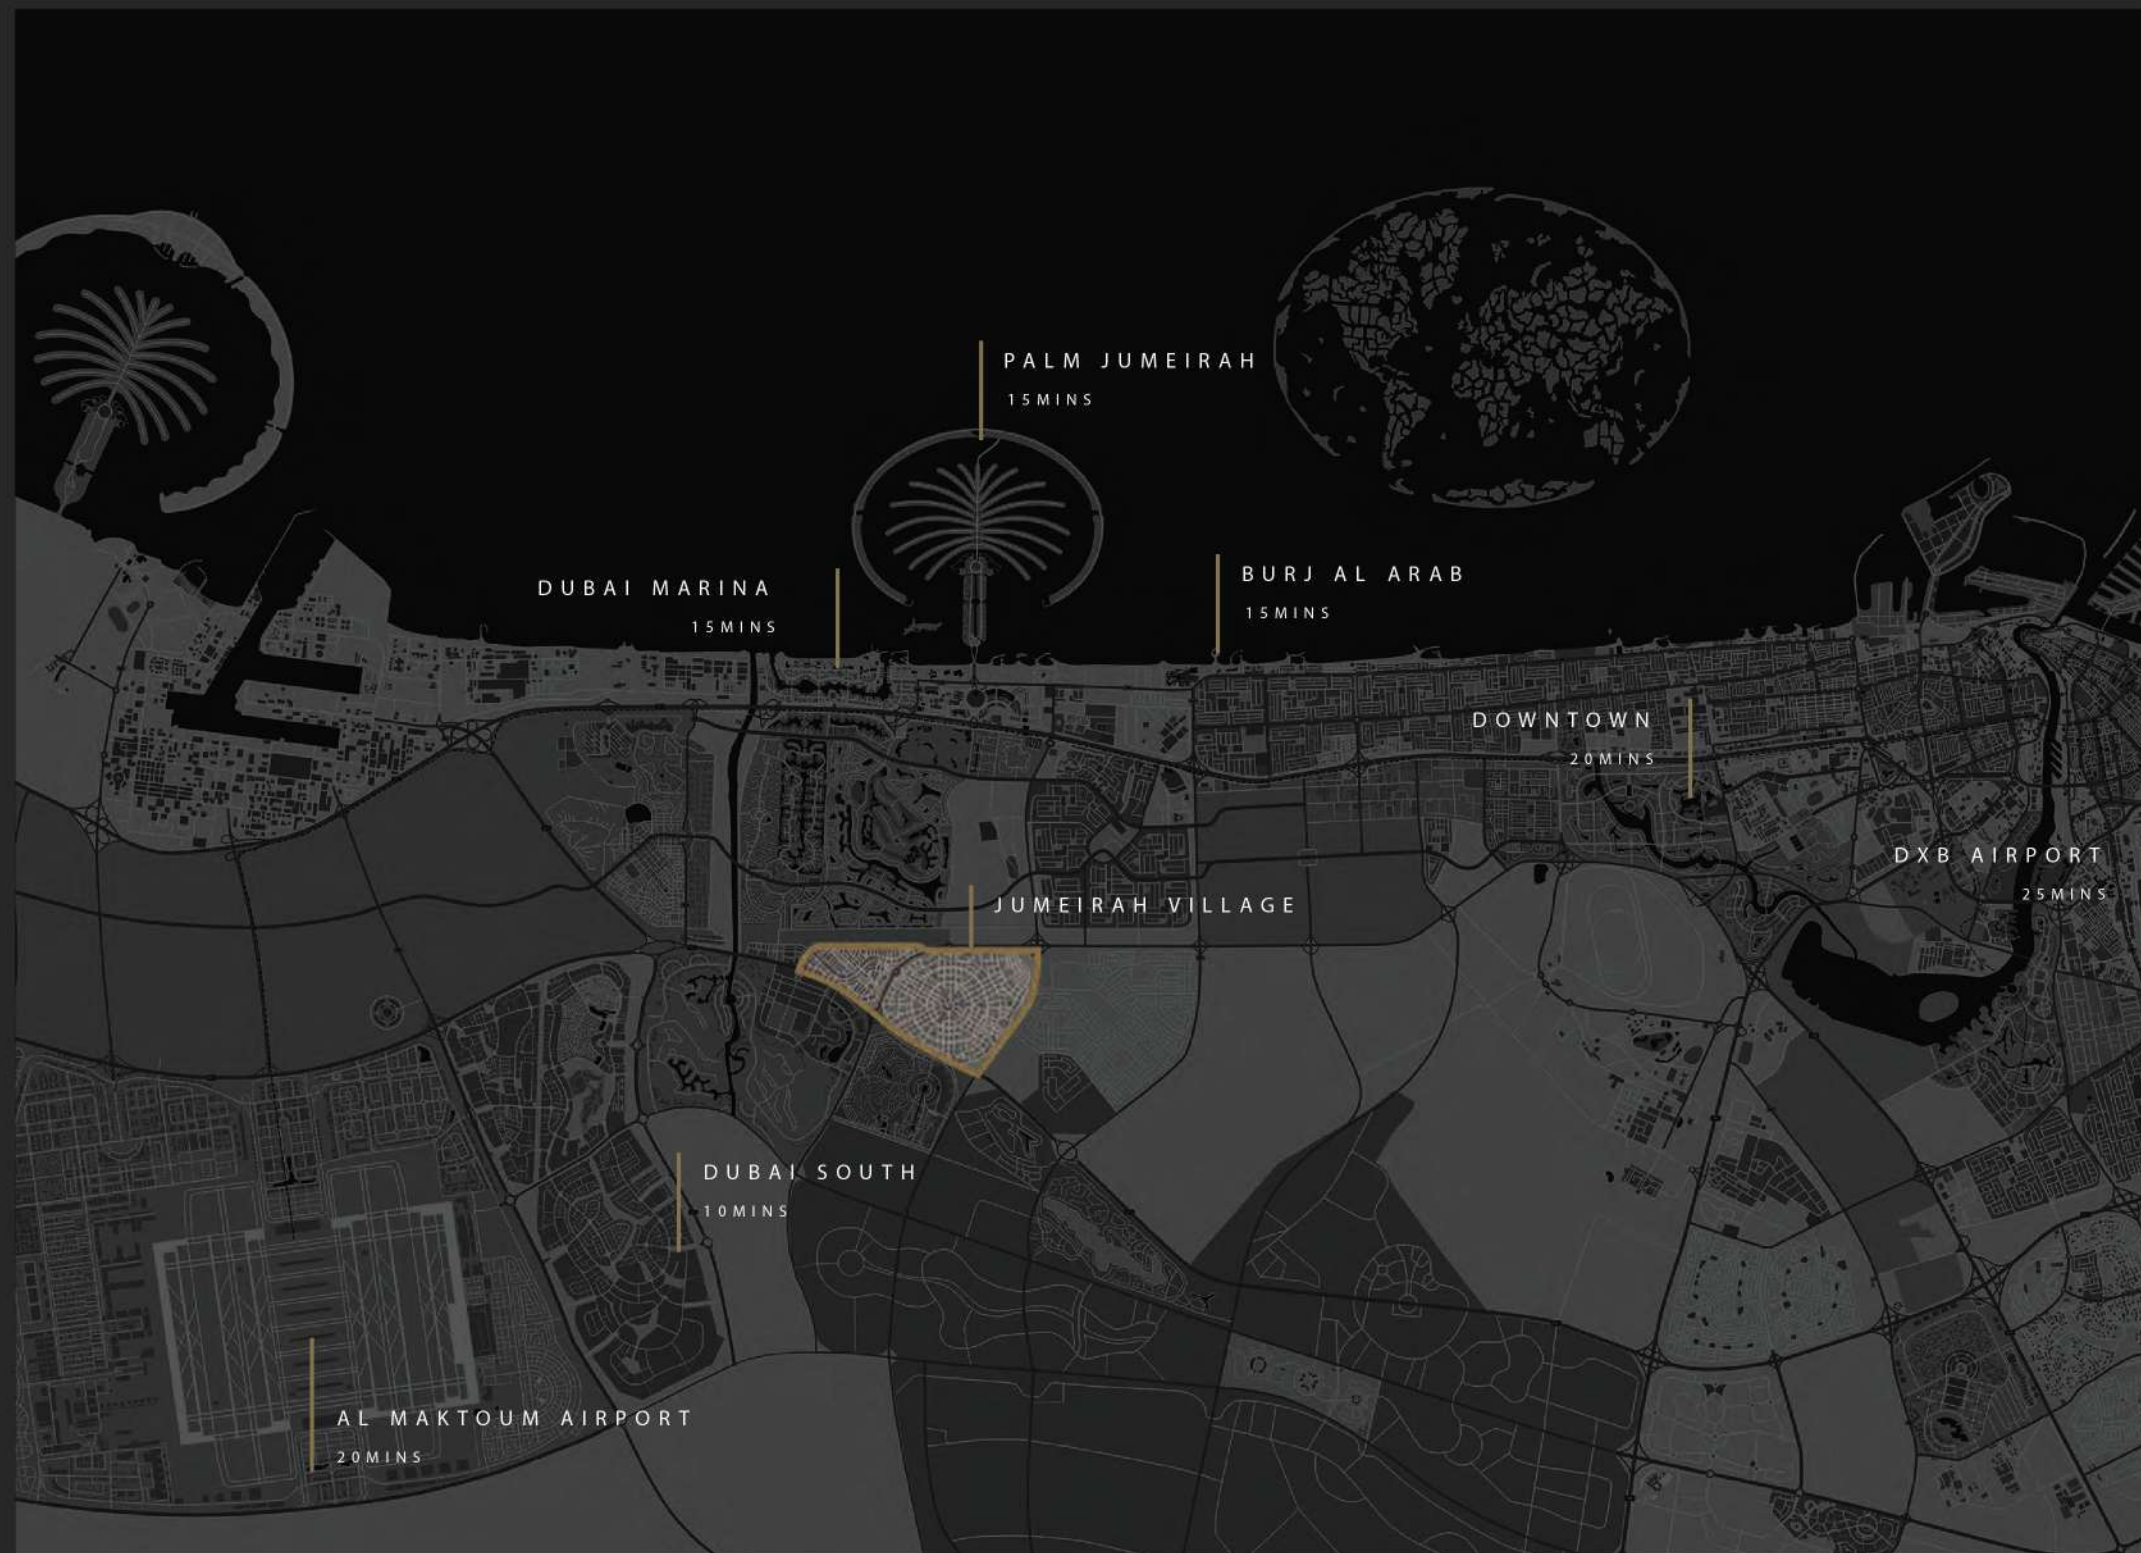 PALM JUMEIRAH
15MINS
DUBAI MARINA
15MINS
BURJ AL ARAB
15MINS
DOWNTOWN
20MINS
DXB AIRPORT
25MINS
JUMEIRAH VILLAGE
DUBAI SOUTH
10MINS
AL MAKTOUM AIRPORT
20MINS